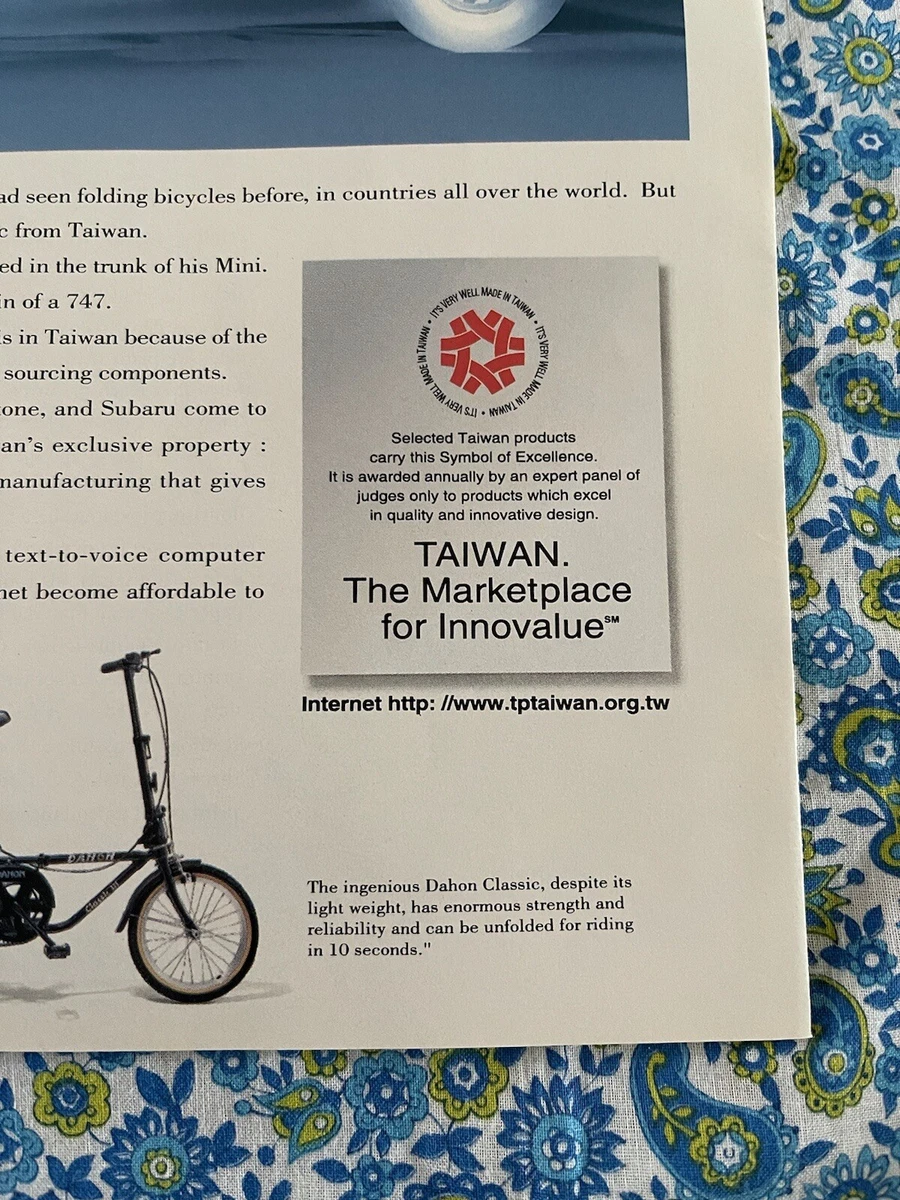 ad seen folding bicycles before, in countries all over the world. But
c from Taiwan.
ed in the trunk of his Mini.
in of a 747.
is in Taiwan because of the
sourcing components.
tone, and Subaru come to
an's exclusive property :
manufacturing that gives
text-to-voice computer
net become affordable to
IT'S VERY WELL MADE IN TAIWAN • IT'S VERY WELL MADE IN TAIWAN • IT'S VERY WELL MADE IN TAIWAN •
Selected Taiwan products
carry this Symbol of Excellence.
It is awarded annually by an expert panel of
judges only to products which excel
in quality and innovative design.
TAIWAN.
The Marketplace
for Innovalue℠
Internet http: //www.tptaiwan.org.tw
DAHON
DAHON
Classic III
The ingenious Dahon Classic, despite its
light weight, has enormous strength and
reliability and can be unfolded for riding
in 10 seconds."